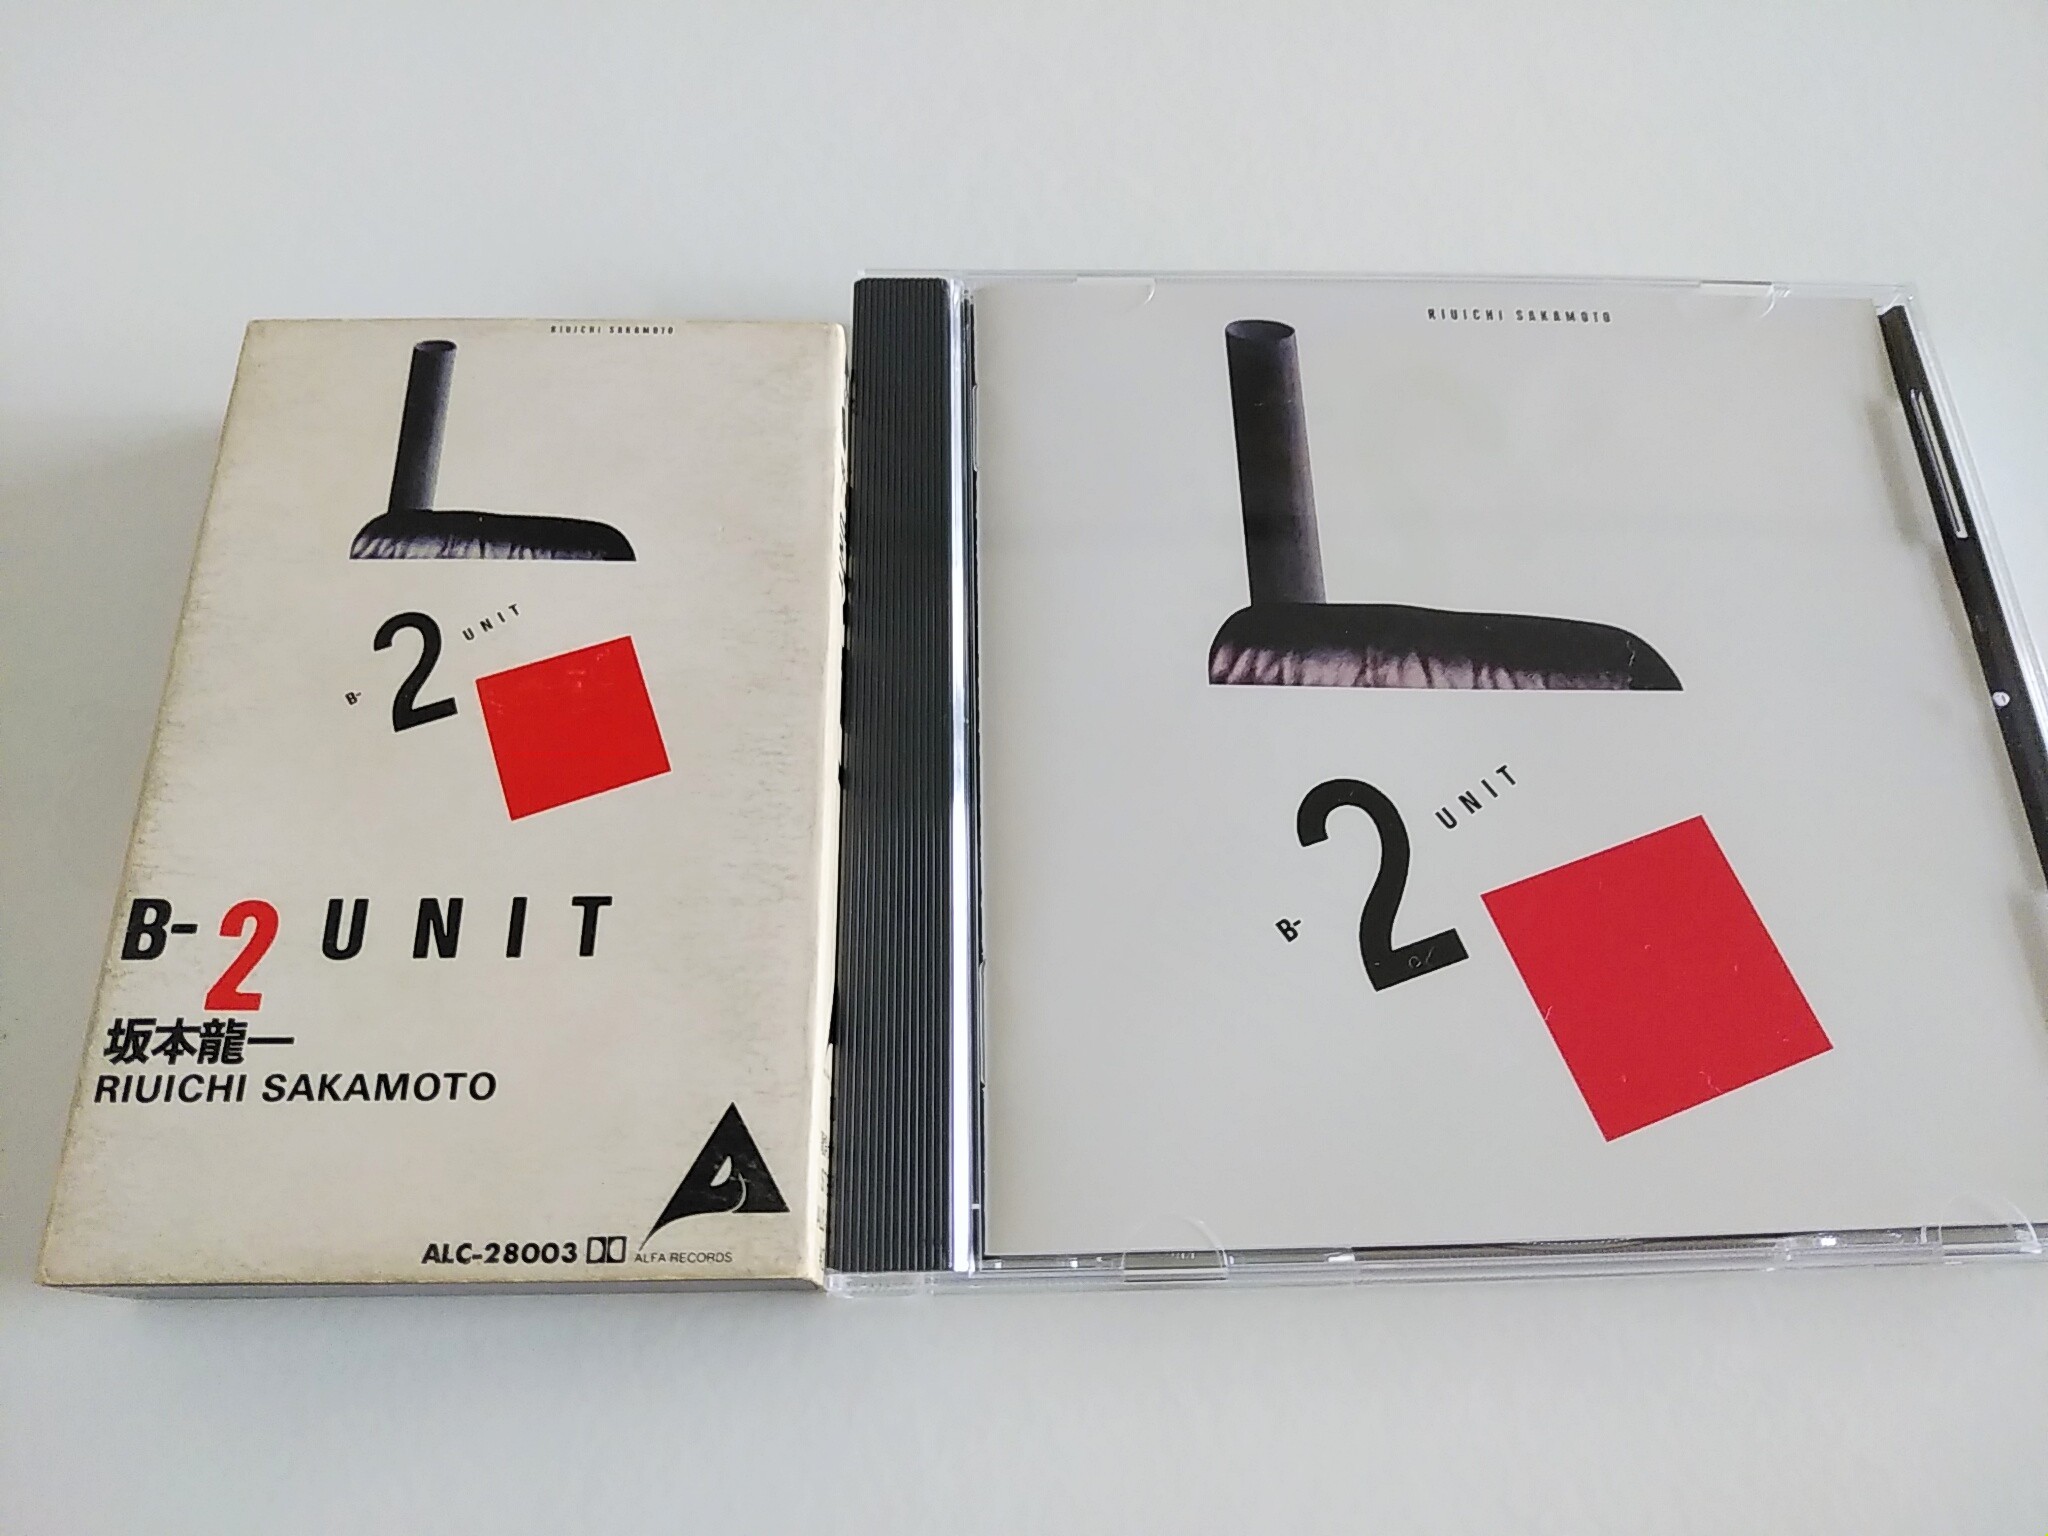 RIUICHI SAKAMOTO
UNIT
B-2
B-2 UNIT
坂本龍一
RIUICHI SAKAMOTO
ALC-28003
ALFA RECORDS
RIUICHI SAKAMOTO
UNIT
B-2